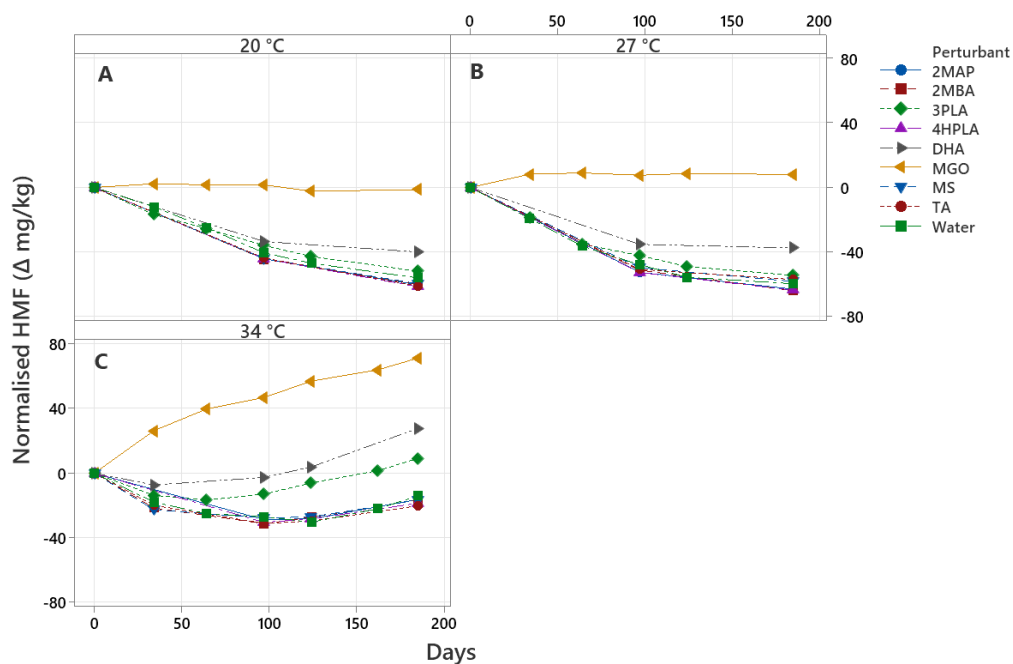 0 50 100 150 200
20 °C 27 °C
A B
80
40
0
-40
-80
Perturbant
2MAP
2MBA
3PLA
4HPLA
DHA
MGO
MS
TA
Water
Normalised HMF (Δ mg/kg)
34 °C
C
80
40
0
-40
-80
0 50 100 150 200
Days